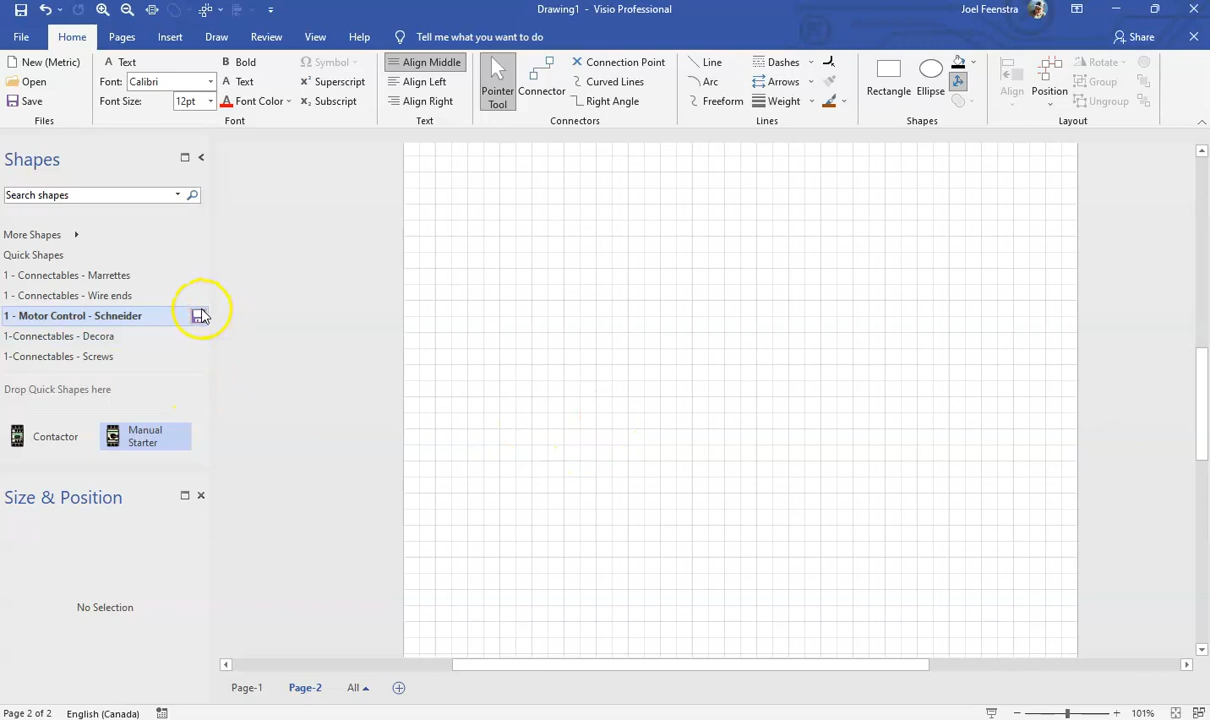 Drawing1 - Visio Professional
Joel Feenstra
File Home Pages Insert Draw Review View Help Tell me what you want to do Share
New (Metric) Text Bold Symbol Align Middle Connection Point Line Dashes Rotate
Open Font: Calibri Text Superscript Align Left Curved Lines Arc Arrows Group
Save Font Size: 12pt Font Color Subscript Align Right Right Angle Freeform Weight Ungroup
Pointer Tool Connector Rectangle Ellipse Align Position
Files Font Text Connectors Lines Shapes Layout
Shapes
Search shapes
More Shapes
Quick Shapes
1 - Connectables - Marrettes
1 - Connectables - Wire ends
1 - Motor Control - Schneider
1-Connectables - Decora
1-Connectables - Screws
Drop Quick Shapes here
Contactor
Manual
Starter
Size & Position
No Selection
Page-1 Page-2 All
Page 2 of 2 English (Canada) 101%